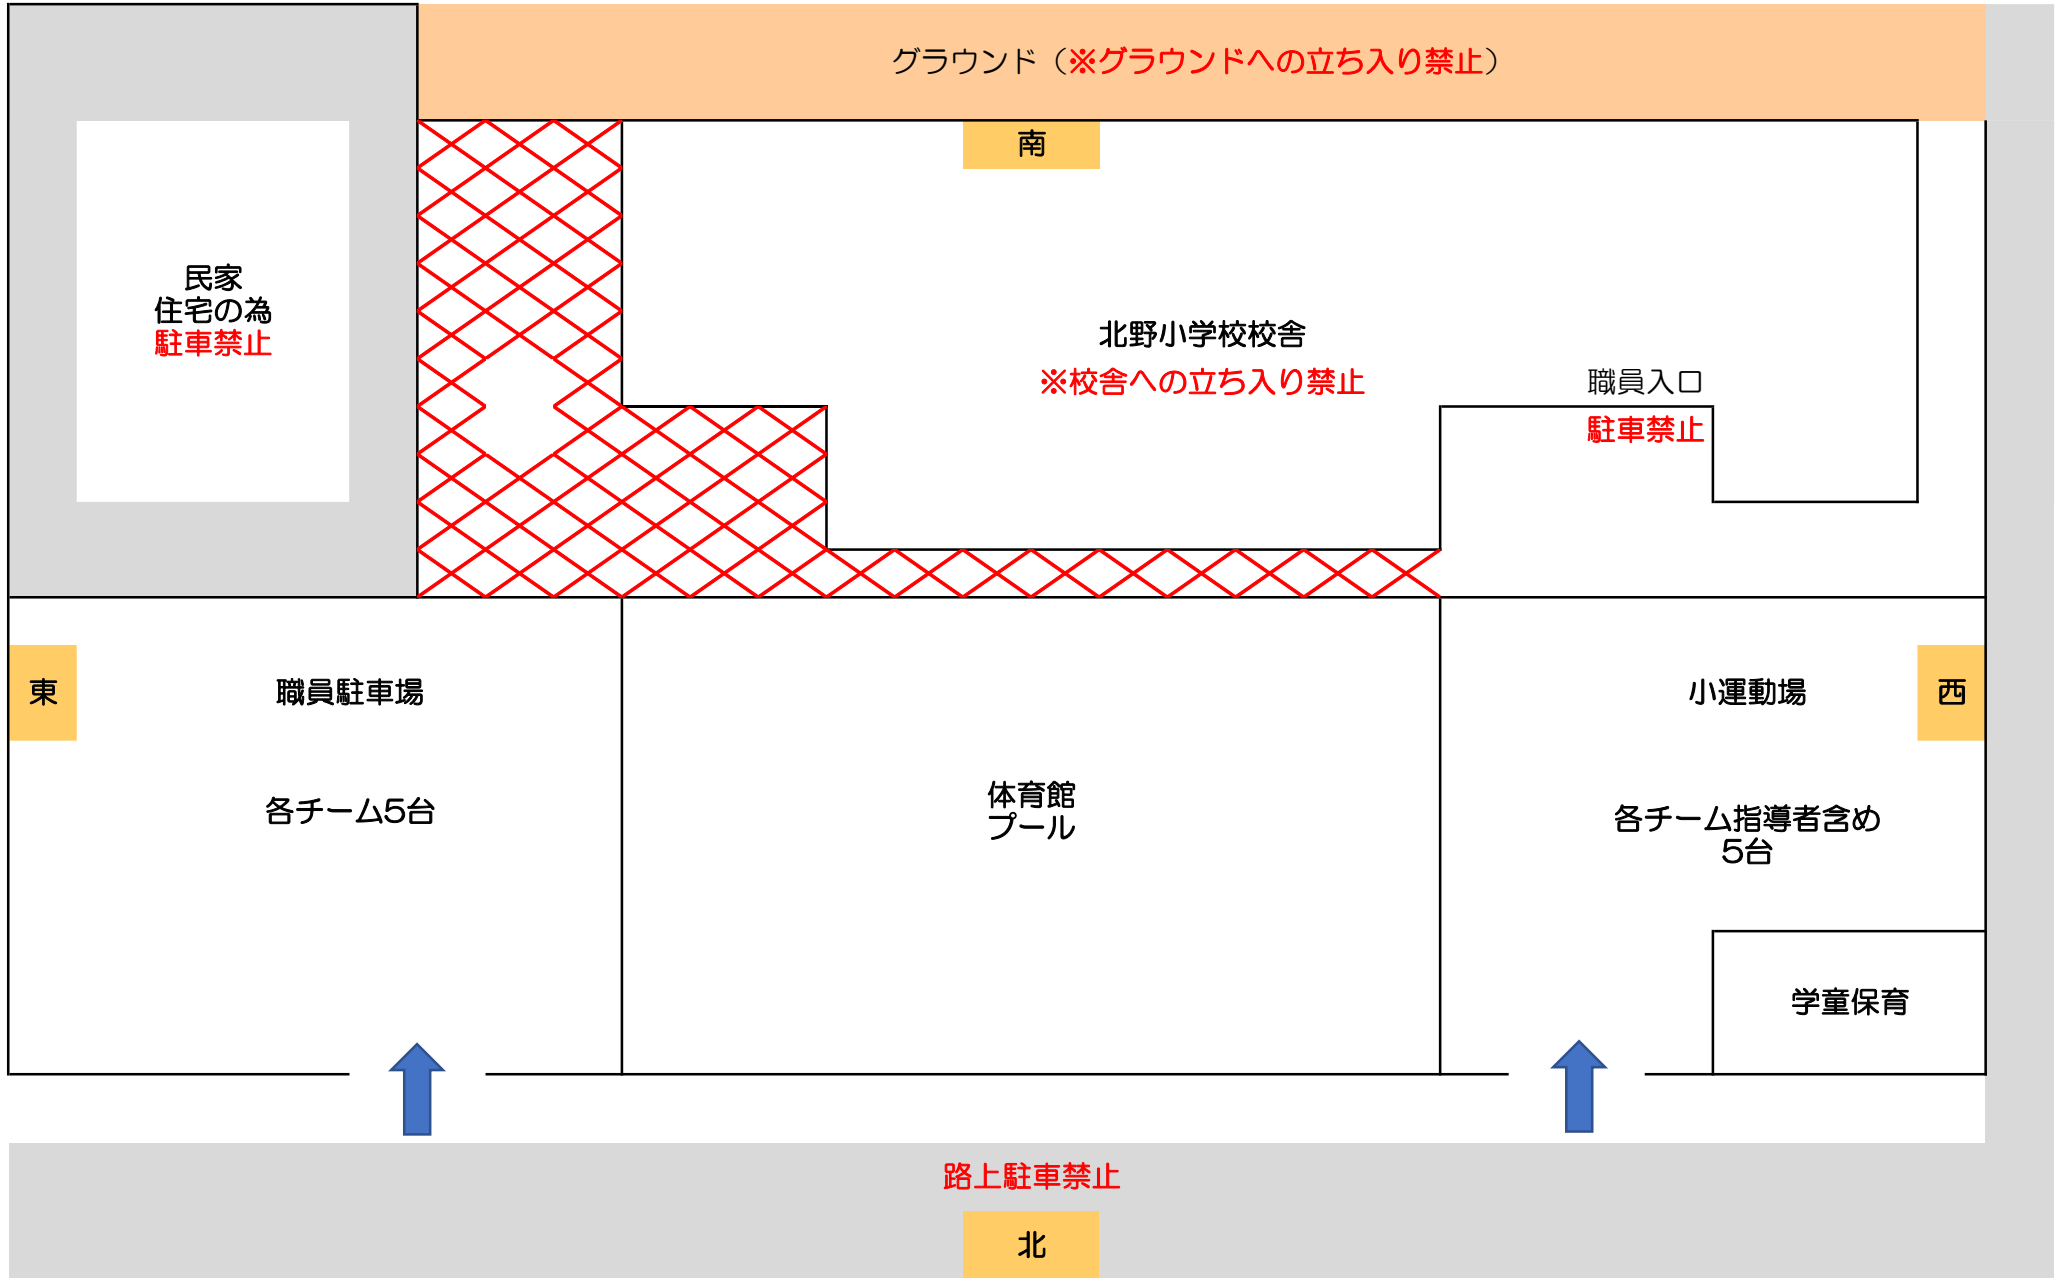 グラウンド（※グラウンドへの立ち入り禁止）
南
民家
住宅の為
駐車禁止
北野小学校校舎
※校舎への立ち入り禁止
職員入口
駐車禁止
東
職員駐車場
小運動場
西
各チーム5台
体育館
プール
各チーム指導者含め
5台
学童保育
路上駐車禁止
北